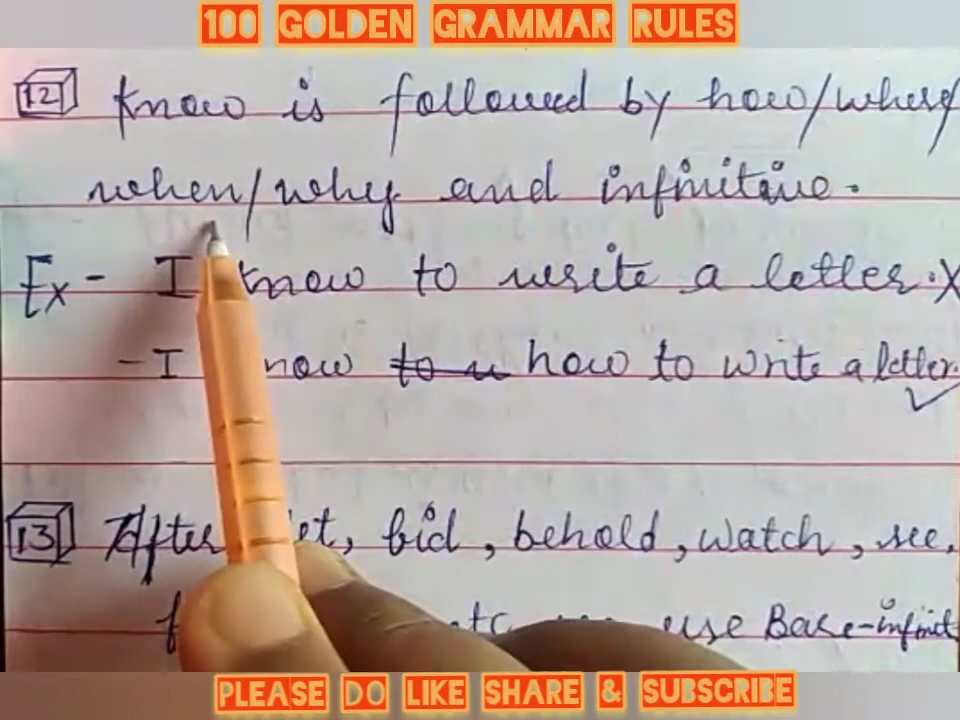 100 GOLDEN GRAMMAR RULES
12 Know is followed by how/where/
when/why and infinitive.
Ex - I know to write a letter. X
- I know to w how to write a letter. ✓
13 After let, bid, behold, watch, see,
use Bare-infinit
PLEASE DO LIKE SHARE & SUBSCRIBE